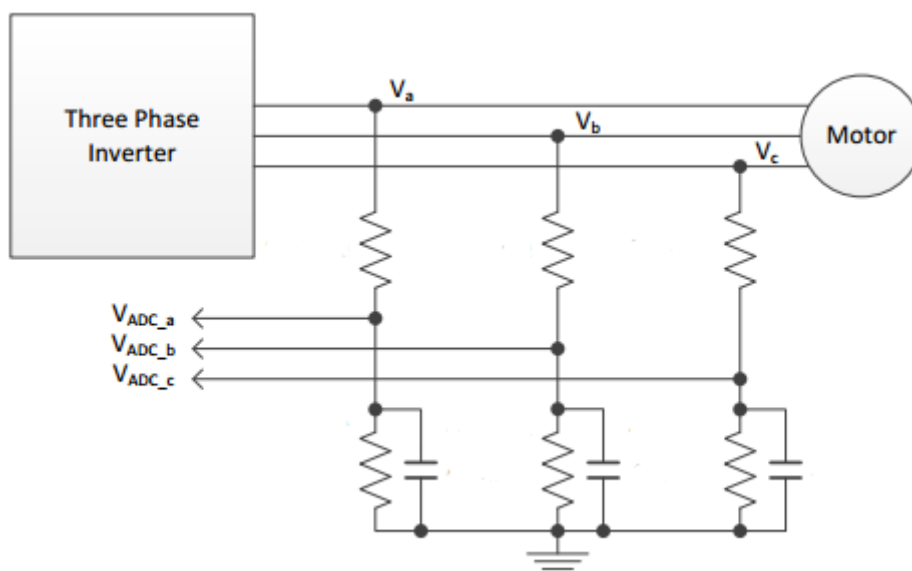 Three Phase
Inverter
Va
Vb
Vc
Motor
VADC_a
VADC_b
VADC_c